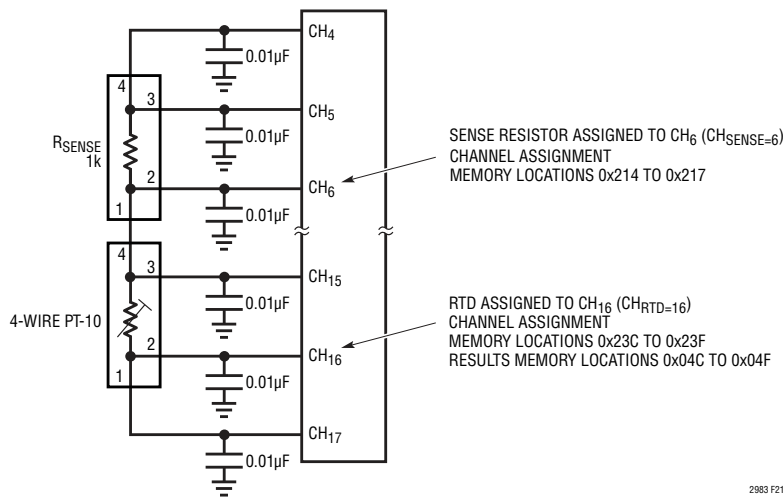 CH4
0.01µF
4
3
CH5
RSENSE
1k
0.01µF
2
CH6
1
0.01µF
SENSE RESISTOR ASSIGNED TO CH6 (CHSENSE=6)
CHANNEL ASSIGNMENT
MEMORY LOCATIONS 0x214 TO 0x217
4
3
CH15
4-WIRE PT-10
0.01µF
2
CH16
1
0.01µF
RTD ASSIGNED TO CH16 (CHRTD=16)
CHANNEL ASSIGNMENT
MEMORY LOCATIONS 0x23C TO 0x23F
RESULTS MEMORY LOCATIONS 0x04C TO 0x04F
CH17
0.01µF
2983 F21